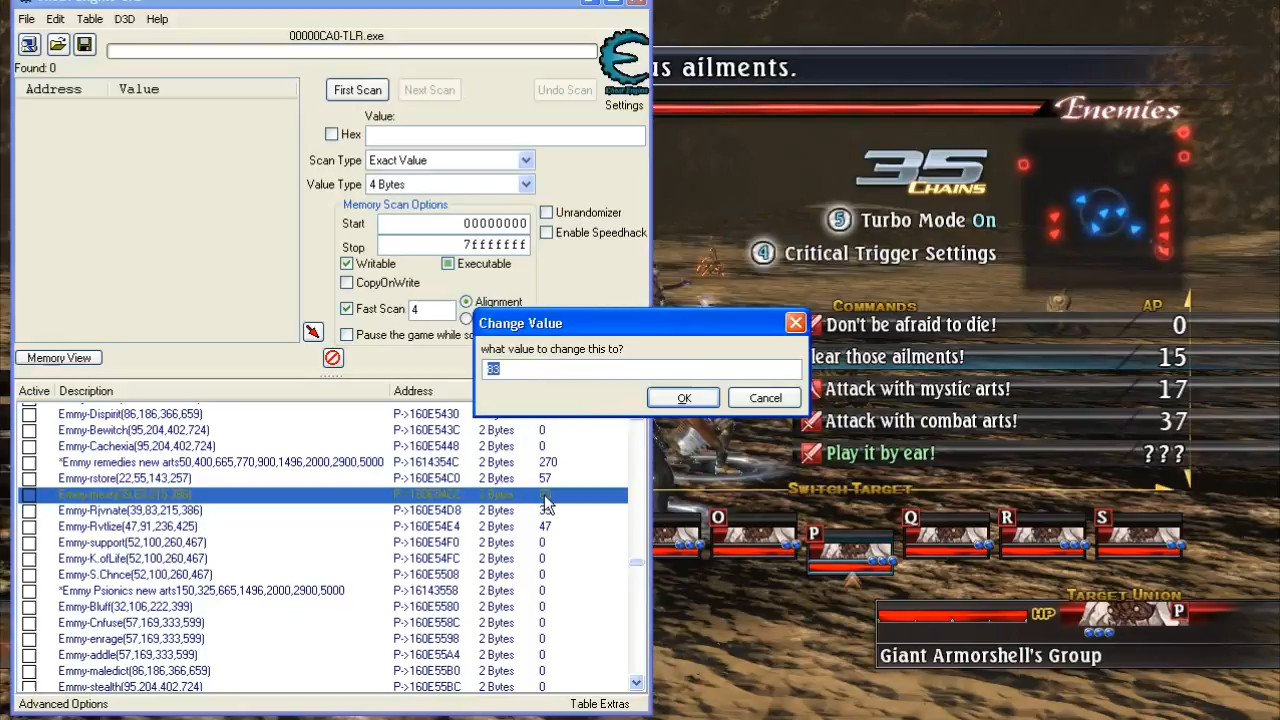 File Edit Table D3D Help
00000CA0-TLR.exe
Found: 0
Address Value
First Scan Next Scan Undo Scan
Cheat Engine
Settings
Value:
Hex
Scan Type Exact Value
Value Type 4 Bytes
Memory Scan Options
Start 00000000
Stop 7fffffff
Unrandomizer
Enable Speedhack
Writable Executable
CopyOnWrite
Fast Scan 4 Alignment
Pause the game while sc
Memory View
Active Description Address
Emmy-Dispirit(86,186,366,659) P->160E5430 2 Bytes 0
Emmy-Bewitch(95,204,402,724) P->160E543C 2 Bytes 0
Emmy-Cachexia(95,204,402,724) P->160E5448 2 Bytes 0
*Emmy remedies new arts50,400,665,770,900,1496,2000,2900,5000 P->1614354C 2 Bytes 270
Emmy-rstore(22,55,143,257) P->160E54C0 2 Bytes 57
P->160E54CC 2 Bytes
Emmy-Rjvnate(39,83,215,386) P->160E54D8 2 Bytes
Emmy-Rvtlize(47,91,236,425) P->160E54E4 2 Bytes 47
Emmy-support(52,100,260,467) P->160E54F0 2 Bytes 0
Emmy-K.ofLife(52,100,260,467) P->160E54FC 2 Bytes 0
Emmy-S.Chnce(52,100,260,467) P->160E5508 2 Bytes 0
*Emmy Psionics new arts150,325,665,1496,2000,2900,5000 P->16143558 2 Bytes 0
Emmy-Bluff(32,106,222,399) P->160E5580 2 Bytes 0
Emmy-Cnfuse(57,169,333,599) P->160E558C 2 Bytes 0
Emmy-enrage(57,169,333,599) P->160E5598 2 Bytes 0
Emmy-addle(57,169,333,599) P->160E55A4 2 Bytes 0
Emmy-maledict(86,186,366,659) P->160E55B0 2 Bytes 0
Emmy-stealth(95,204,402,724) P->160E55BC 2 Bytes 0
Advanced Options Table Extras
Change Value
what value to change this to?
83
OK Cancel
us ailments.
Enemies
35
CHAINS
5 Turbo Mode On
4 Critical Trigger Settings
COMMANDS AP
Don't be afraid to die! 0
lear those ailments! 15
Attack with mystic arts! 17
Attack with combat arts! 37
Play it by ear! ???
SWITCH TARGET
O P Q R S
TARGET UNION
HP P
Giant Armorshell's Group